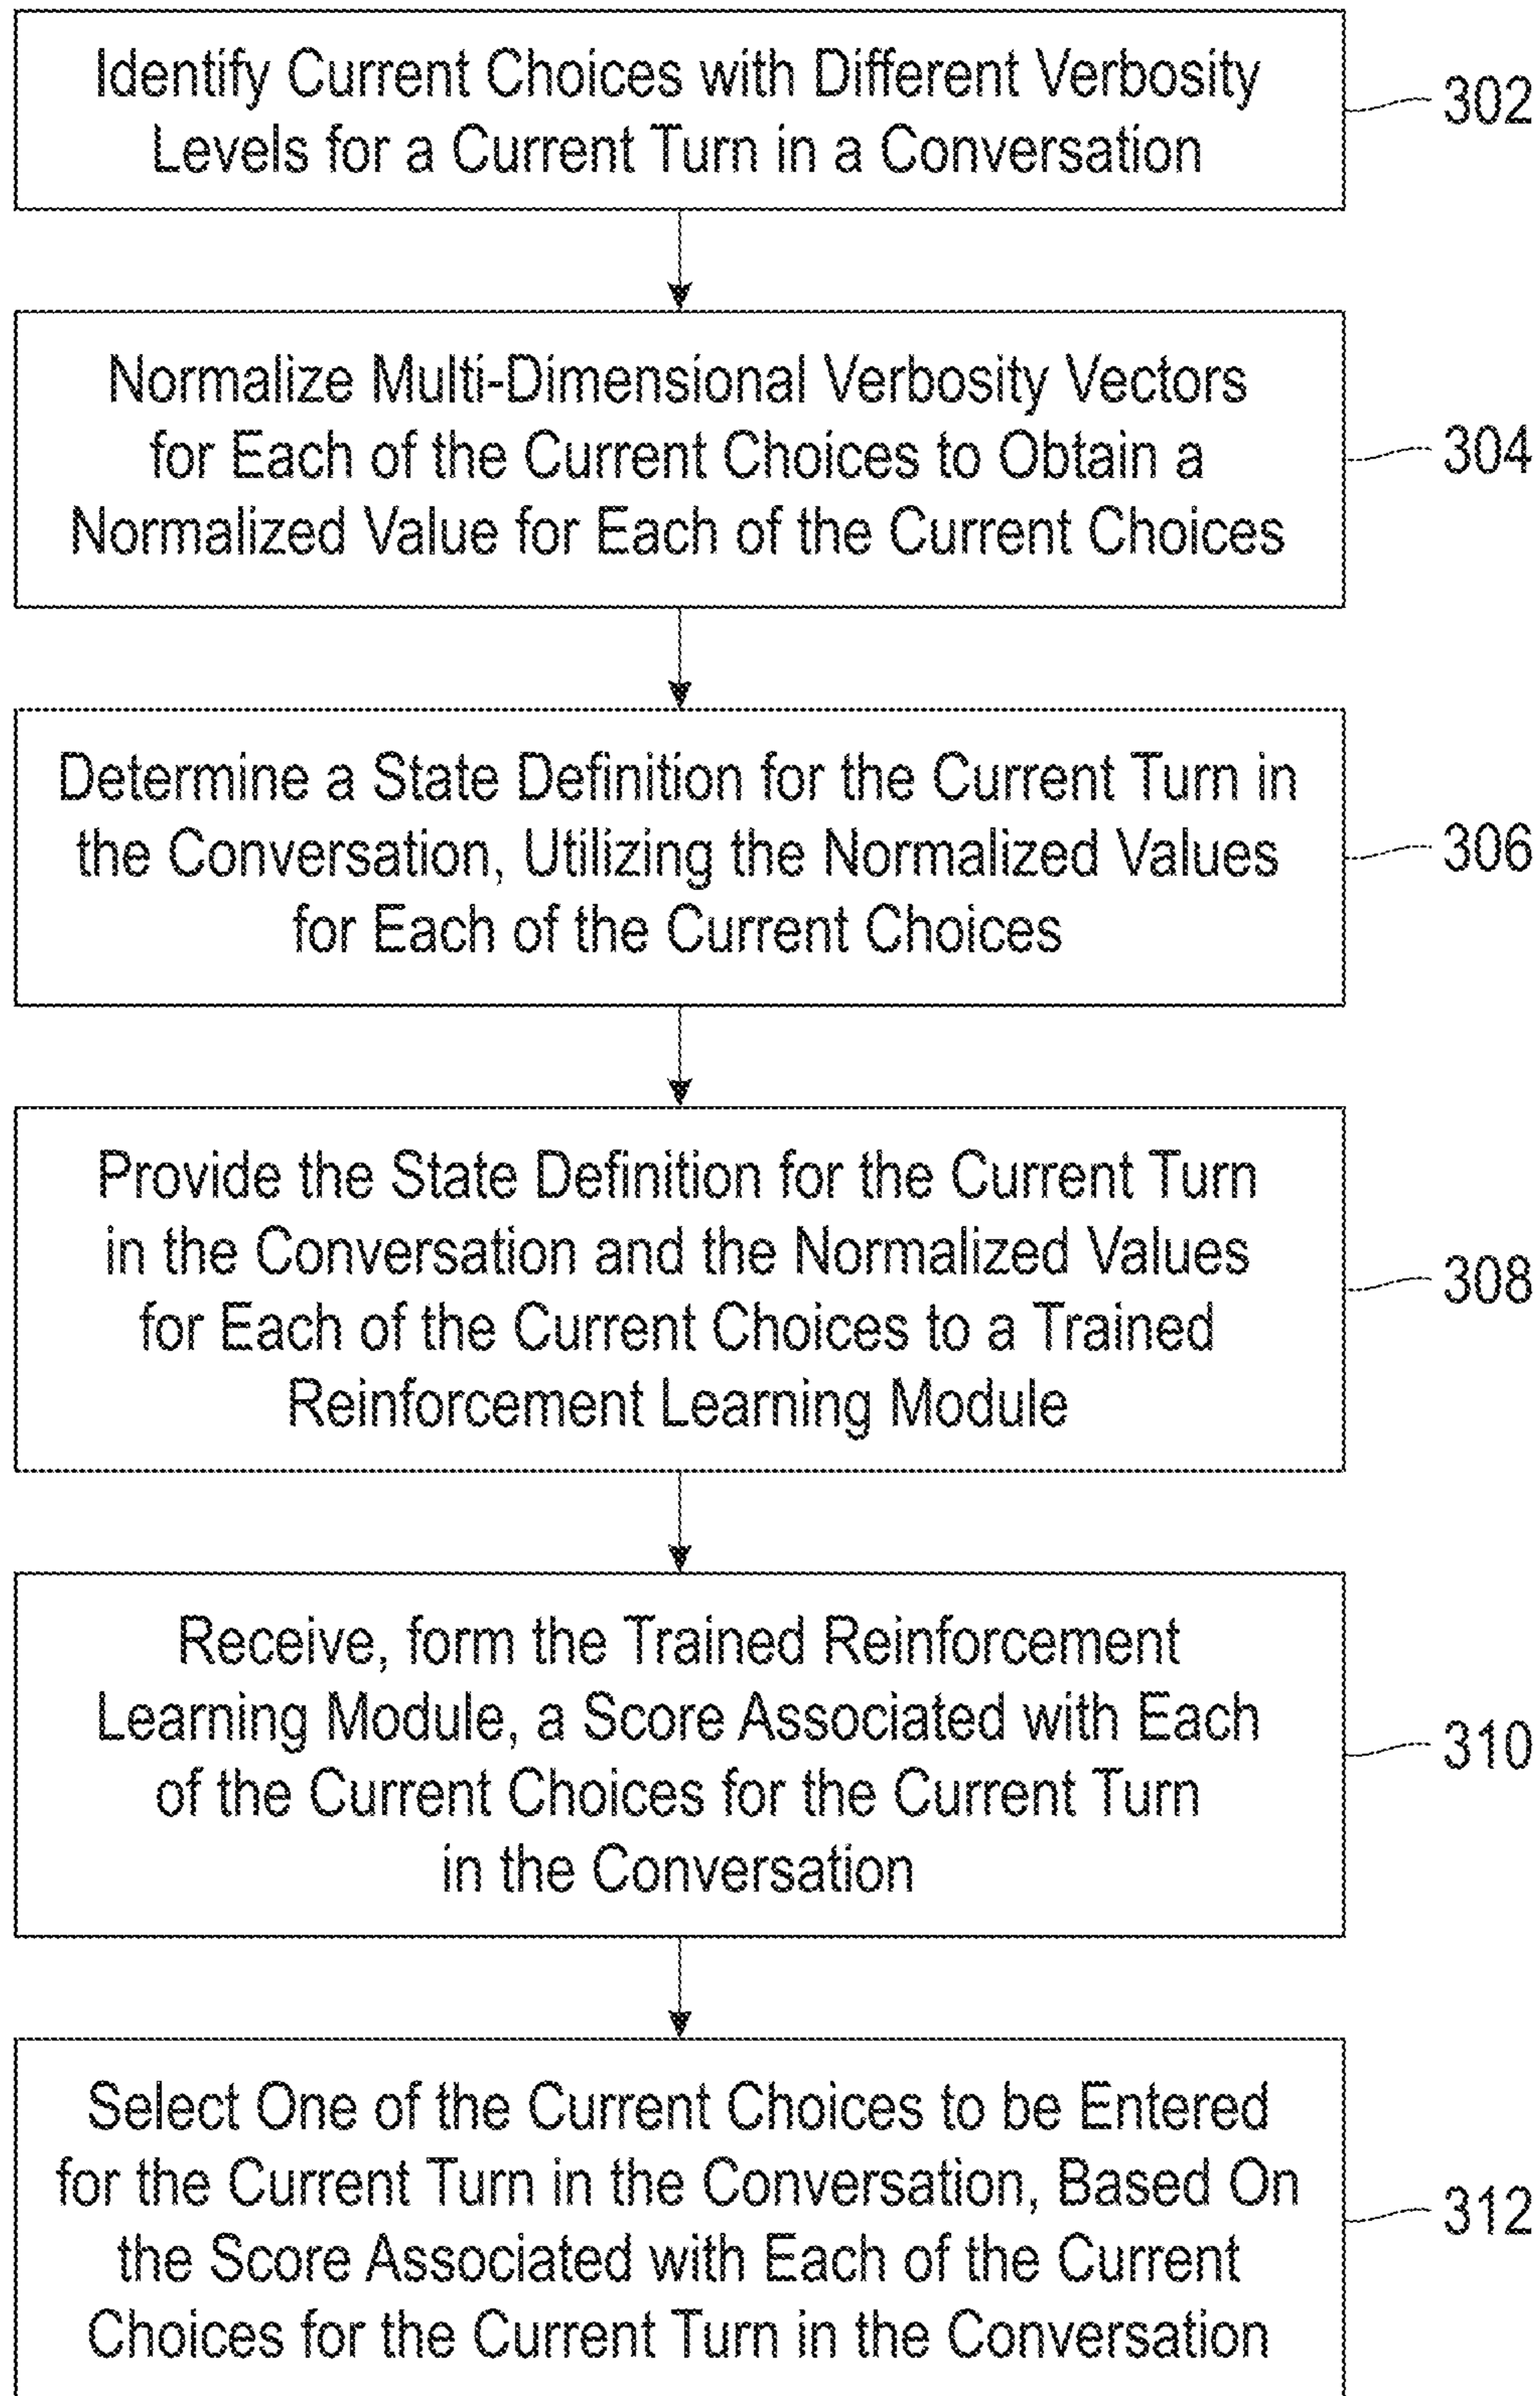 Identify Current Choices with Different Verbosity
Levels for a Current Turn in a Conversation
302
Normalize Multi-Dimensional Verbosity Vectors
for Each of the Current Choices to Obtain a
Normalized Value for Each of the Current Choices
304
Determine a State Definition for the Current Turn in
the Conversation, Utilizing the Normalized Values
for Each of the Current Choices
306
Provide the State Definition for the Current Turn
in the Conversation and the Normalized Values
for Each of the Current Choices to a Trained
Reinforcement Learning Module
308
Receive, form the Trained Reinforcement
Learning Module, a Score Associated with Each
of the Current Choices for the Current Turn
in the Conversation
310
Select One of the Current Choices to be Entered
for the Current Turn in the Conversation, Based On
the Score Associated with Each of the Current
Choices for the Current Turn in the Conversation
312